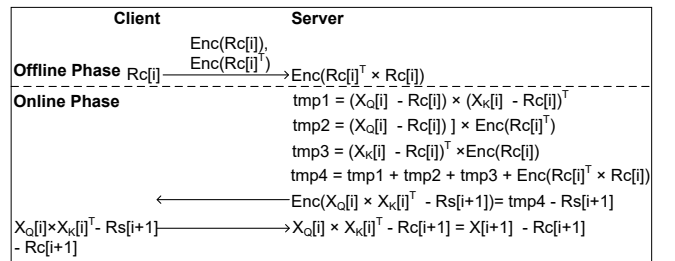 Client Server
Enc(Rc[i]),
Enc(Rc[i]ᵀ)
Offline Phase Rc[i] Enc(Rc[i]ᵀ × Rc[i])
Online Phase tmp1 = (X_Q[i] - Rc[i]) × (X_K[i] - Rc[i])ᵀ
tmp2 = (X_Q[i] - Rc[i]) ] × Enc(Rc[i]ᵀ)
tmp3 = (X_K[i] - Rc[i])ᵀ ×Enc(Rc[i])
tmp4 = tmp1 + tmp2 + tmp3 + Enc(Rc[i]ᵀ × Rc[i])
Enc(X_Q[i] × X_K[i]ᵀ - Rs[i+1])= tmp4 - Rs[i+1]
X_Q[i]×X_K[i]ᵀ- Rs[i+1] X_Q[i] × X_K[i]ᵀ - Rc[i+1] = X[i+1] - Rc[i+1]
- Rc[i+1]